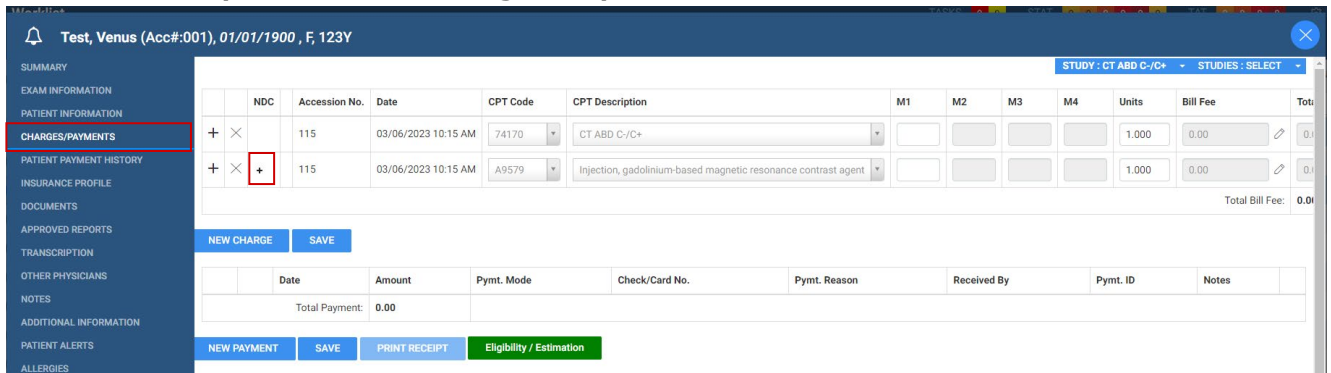 Worklist TASKS STAT TAT
Test, Venus (Acc#:001), 01/01/1900 , F, 123Y
SUMMARY
EXAM INFORMATION
PATIENT INFORMATION
CHARGES/PAYMENTS
PATIENT PAYMENT HISTORY
INSURANCE PROFILE
DOCUMENTS
APPROVED REPORTS
TRANSCRIPTION
OTHER PHYSICIANS
NOTES
ADDITIONAL INFORMATION
PATIENT ALERTS
ALLERGIES
STUDY : CT ABD C-/C+ STUDIES : SELECT
NDC Accession No. Date CPT Code CPT Description M1 M2 M3 M4 Units Bill Fee
+ × 115 03/06/2023 10:15 AM 74170 CT ABD C-/C+ 1.000 0.00
+ × + 115 03/06/2023 10:15 AM A9579 Injection, gadolinium-based magnetic resonance contrast agent 1.000 0.00
Total Bill Fee:
NEW CHARGE SAVE
Date Amount Pymt. Mode Check/Card No. Pymt. Reason Received By Pymt. ID Notes
Total Payment: 0.00
NEW PAYMENT SAVE PRINT RECEIPT Eligibility / Estimation